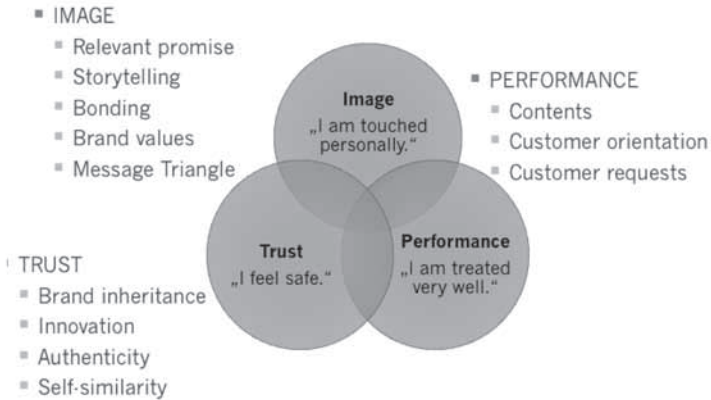 IMAGE
Relevant promise
Storytelling
Bonding
Brand values
Message Triangle
Image
„I am touched
personally.“
PERFORMANCE
Contents
Customer orientation
Customer requests
TRUST
Brand inheritance
Innovation
Authenticity
Self-similarity
Trust
„I feel safe.“
Performance
„I am treated
very well.“